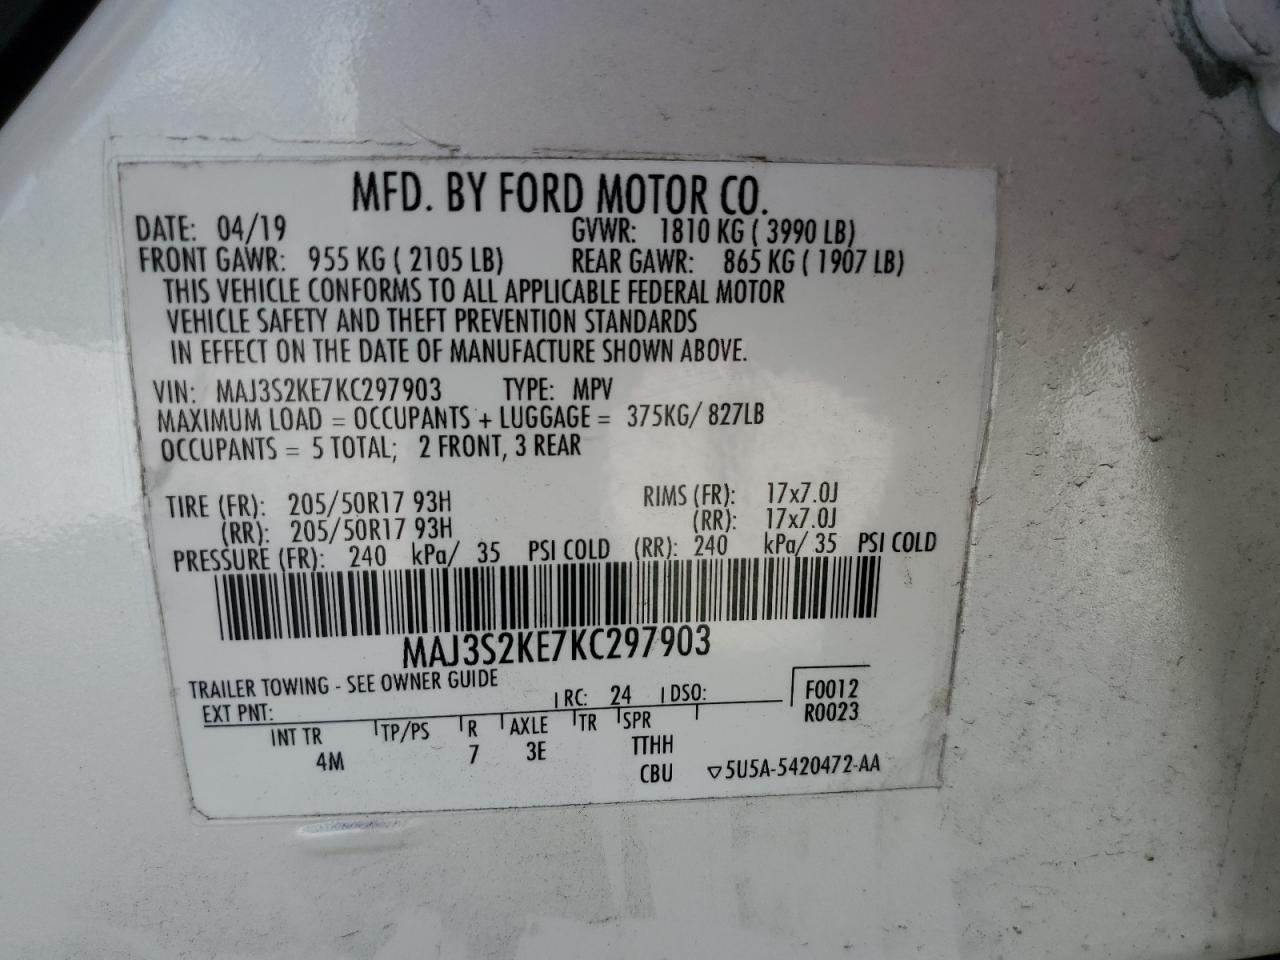 MFD. BY FORD MOTOR CO.
DATE: 04/19 GVWR: 1810 KG ( 3990 LB)
FRONT GAWR: 955 KG ( 2105 LB) REAR GAWR: 865 KG ( 1907 LB)
THIS VEHICLE CONFORMS TO ALL APPLICABLE FEDERAL MOTOR
VEHICLE SAFETY AND THEFT PREVENTION STANDARDS
IN EFFECT ON THE DATE OF MANUFACTURE SHOWN ABOVE.
VIN: MAJ3S2KE7KC297903 TYPE: MPV
MAXIMUM LOAD = OCCUPANTS + LUGGAGE = 375KG/ 827LB
OCCUPANTS = 5 TOTAL; 2 FRONT, 3 REAR
TIRE (FR): 205/50R17 93H RIMS (FR): 17x7.0J
(RR): 205/50R17 93H (RR): 17x7.0J
PRESSURE (FR): 240 kPa/ 35 PSI COLD (RR): 240 kPa/ 35 PSI COLD
MAJ3S2KE7KC297903
TRAILER TOWING - SEE OWNER GUIDE
EXT PNT: RC: 24 DSO: F0012
R0023
INT TR TP/PS R AXLE TR SPR
4M 7 3E TTHH
CBU ▽5U5A-5420472-AA